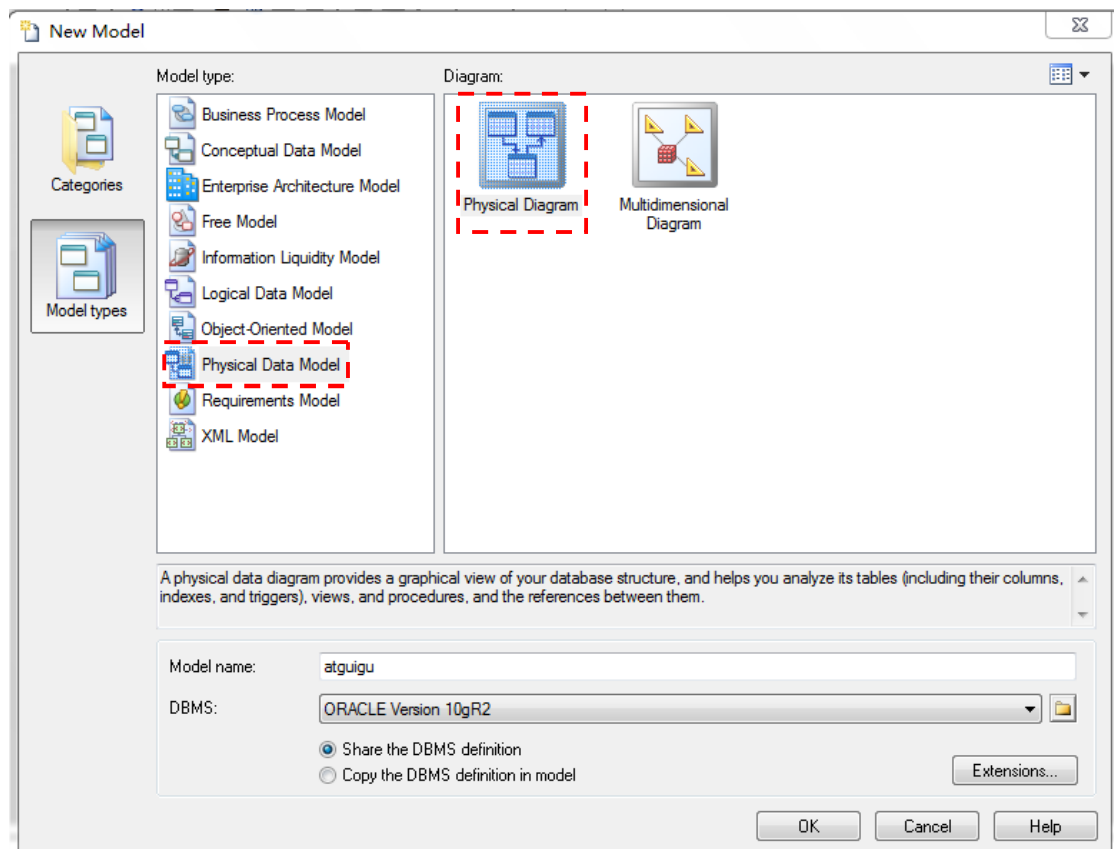 New Model
Model type:
Diagram:
Categories
Model types
Business Process Model
Conceptual Data Model
Enterprise Architecture Model
Free Model
Information Liquidity Model
Logical Data Model
Object-Oriented Model
Physical Data Model
Requirements Model
XML Model
Physical Diagram
Multidimensional
Diagram
A physical data diagram provides a graphical view of your database structure, and helps you analyze its tables (including their columns,
indexes, and triggers), views, and procedures, and the references between them.
Model name:
atguigu
DBMS:
ORACLE Version 10gR2
Share the DBMS definition
Copy the DBMS definition in model
Extensions...
OK
Cancel
Help